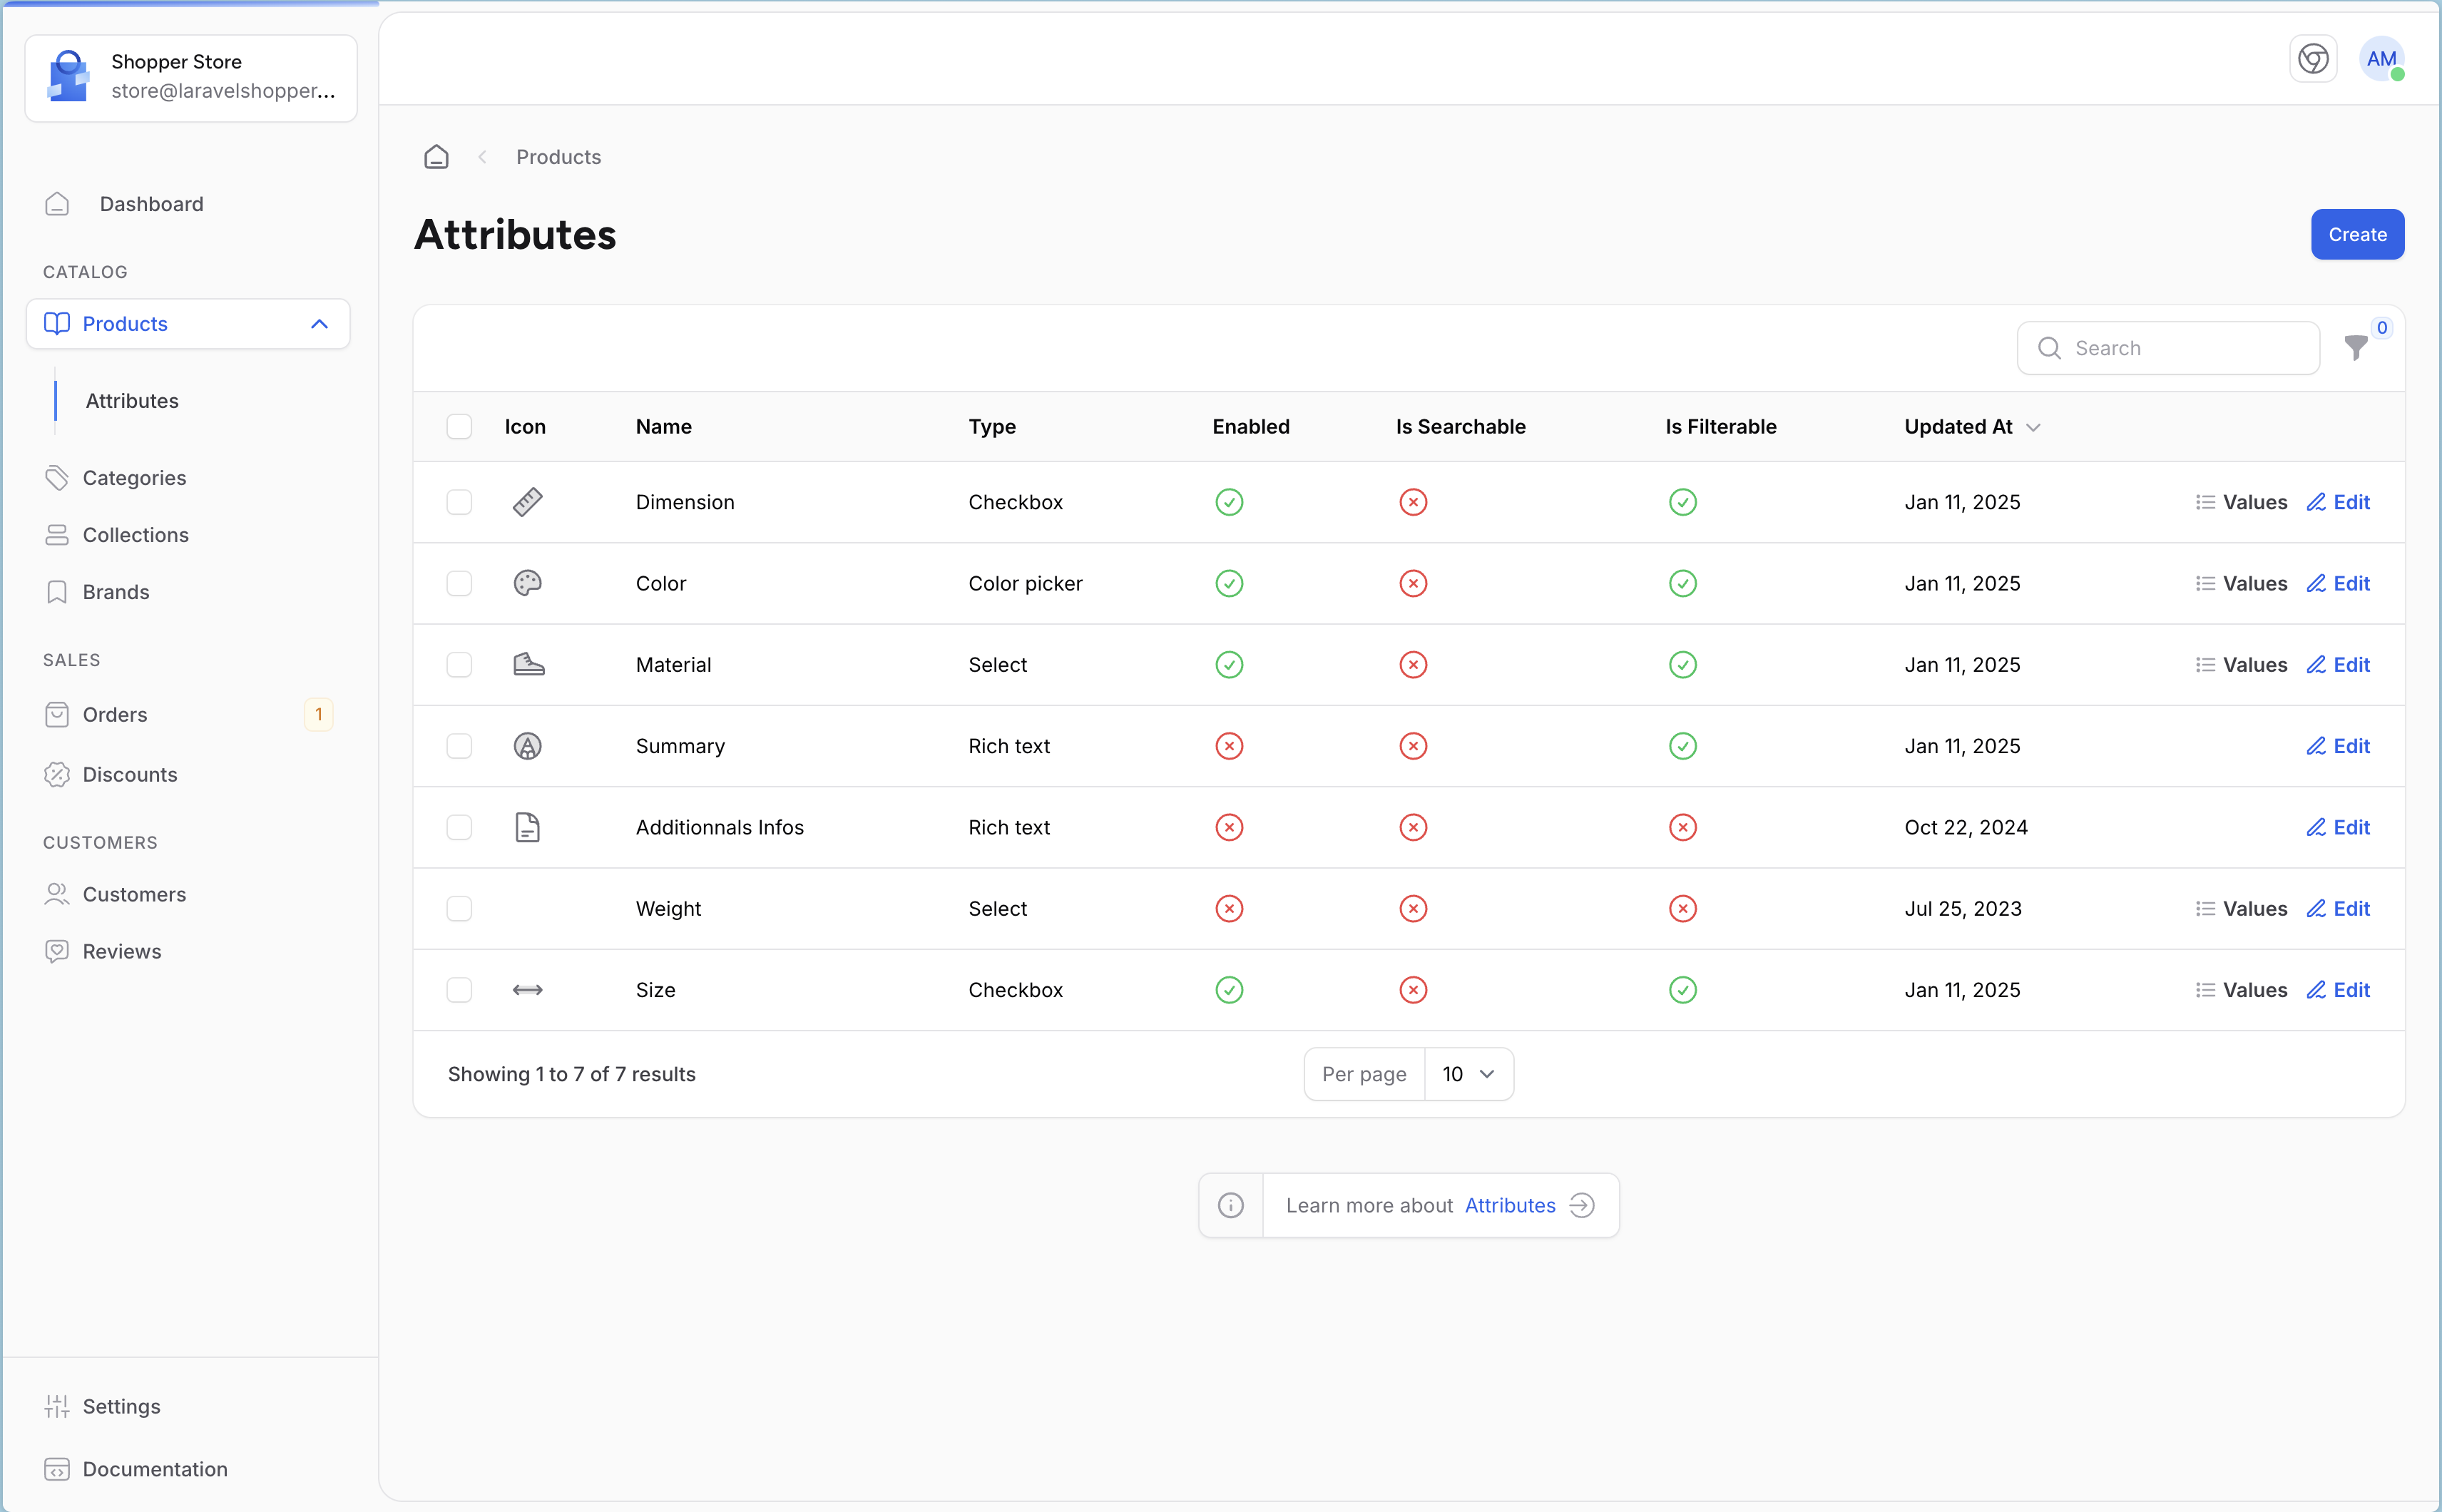 Shopper Store
store@laravelshopper...
AM
Dashboard
CATALOG
Products
Attributes
Categories
Collections
Brands
SALES
Orders 1
Discounts
CUSTOMERS
Customers
Reviews
Settings
Documentation
Products
Attributes
Create
Search 0
Icon Name Type Enabled Is Searchable Is Filterable Updated At
Dimension Checkbox Jan 11, 2025 Values Edit
Color Color picker Jan 11, 2025 Values Edit
Material Select Jan 11, 2025 Values Edit
Summary Rich text Jan 11, 2025 Edit
Additionnals Infos Rich text Oct 22, 2024 Edit
Weight Select Jul 25, 2023 Values Edit
Size Checkbox Jan 11, 2025 Values Edit
Showing 1 to 7 of 7 results Per page 10
Learn more about Attributes